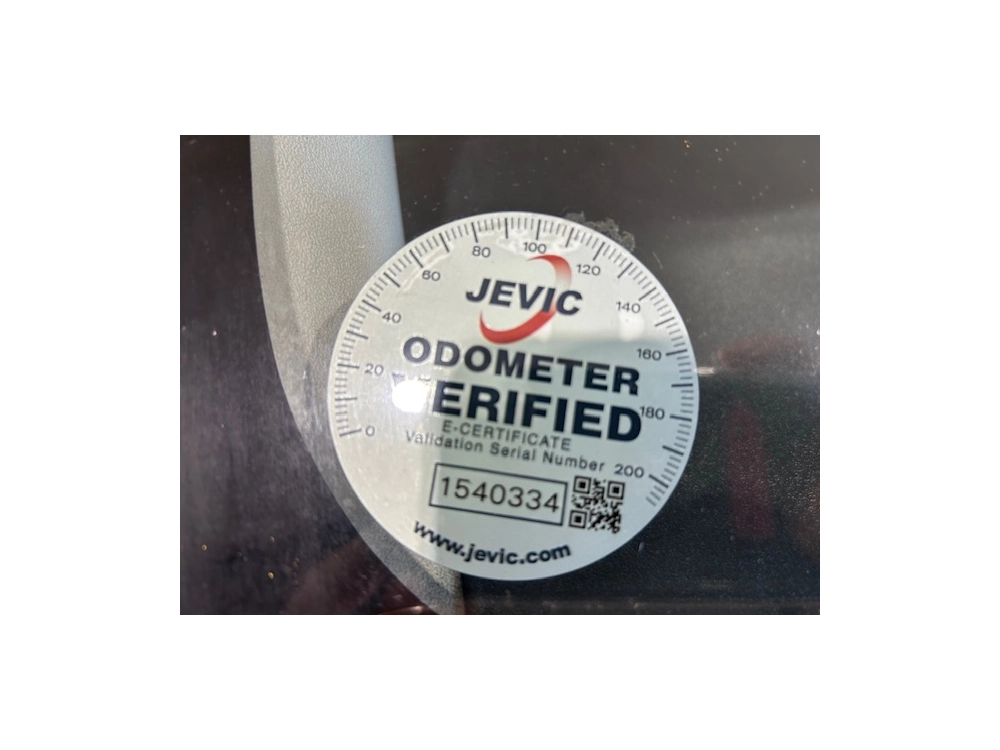 0
20
40
60
80
100
120
140
160
180
200
JEVIC
ODOMETER
VERIFIED
E-CERTIFICATE
Validation Serial Number
1540334
www.jevic.com